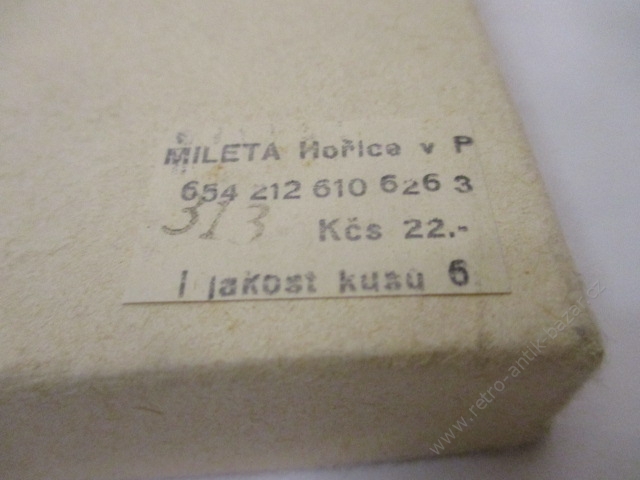 MILETA Hořice v P
654 212 610 626 3
313
Kčs 22.-
I jakost kusů 6
www.retro-antik-bazar.cz